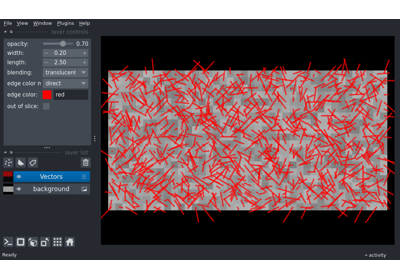 File View Window Plugins Help
layer controls
opacity: 0.70
width: 0.20
length: 2.50
blending: translucent
edge color m direct
edge color: red
out of slice:
layer list
Vectors
background
Ready
activity